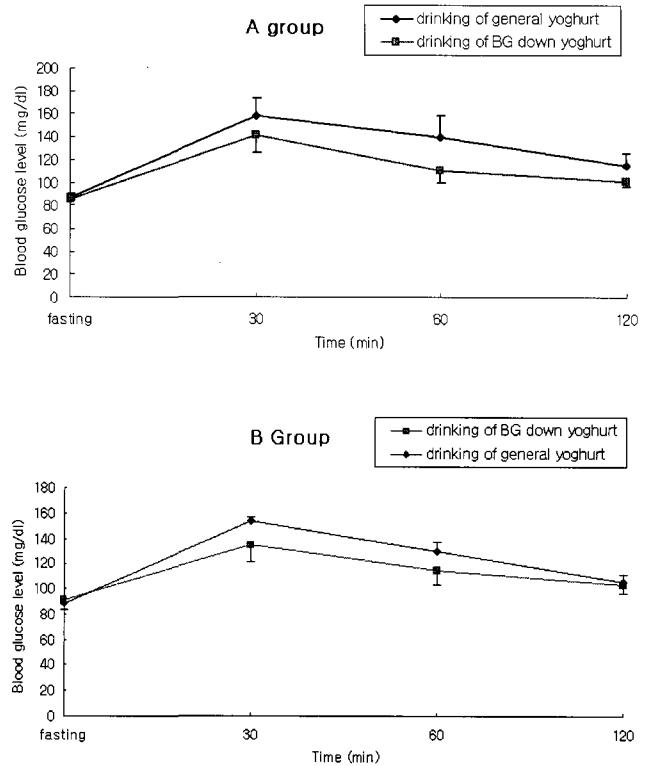 A group
drinking of general yoghurt
drinking of BG down yoghurt
Blood glucose level (mg/dl)
200
180
160
140
120
100
80
60
40
20
0
fasting 30 60 120
Time (min)
B Group
drinking of BG down yoghurt
drinking of general yoghurt
Blood glucose level (mg/dl)
180
160
140
120
100
80
60
40
20
0
fasting 30 60 120
Time (min)